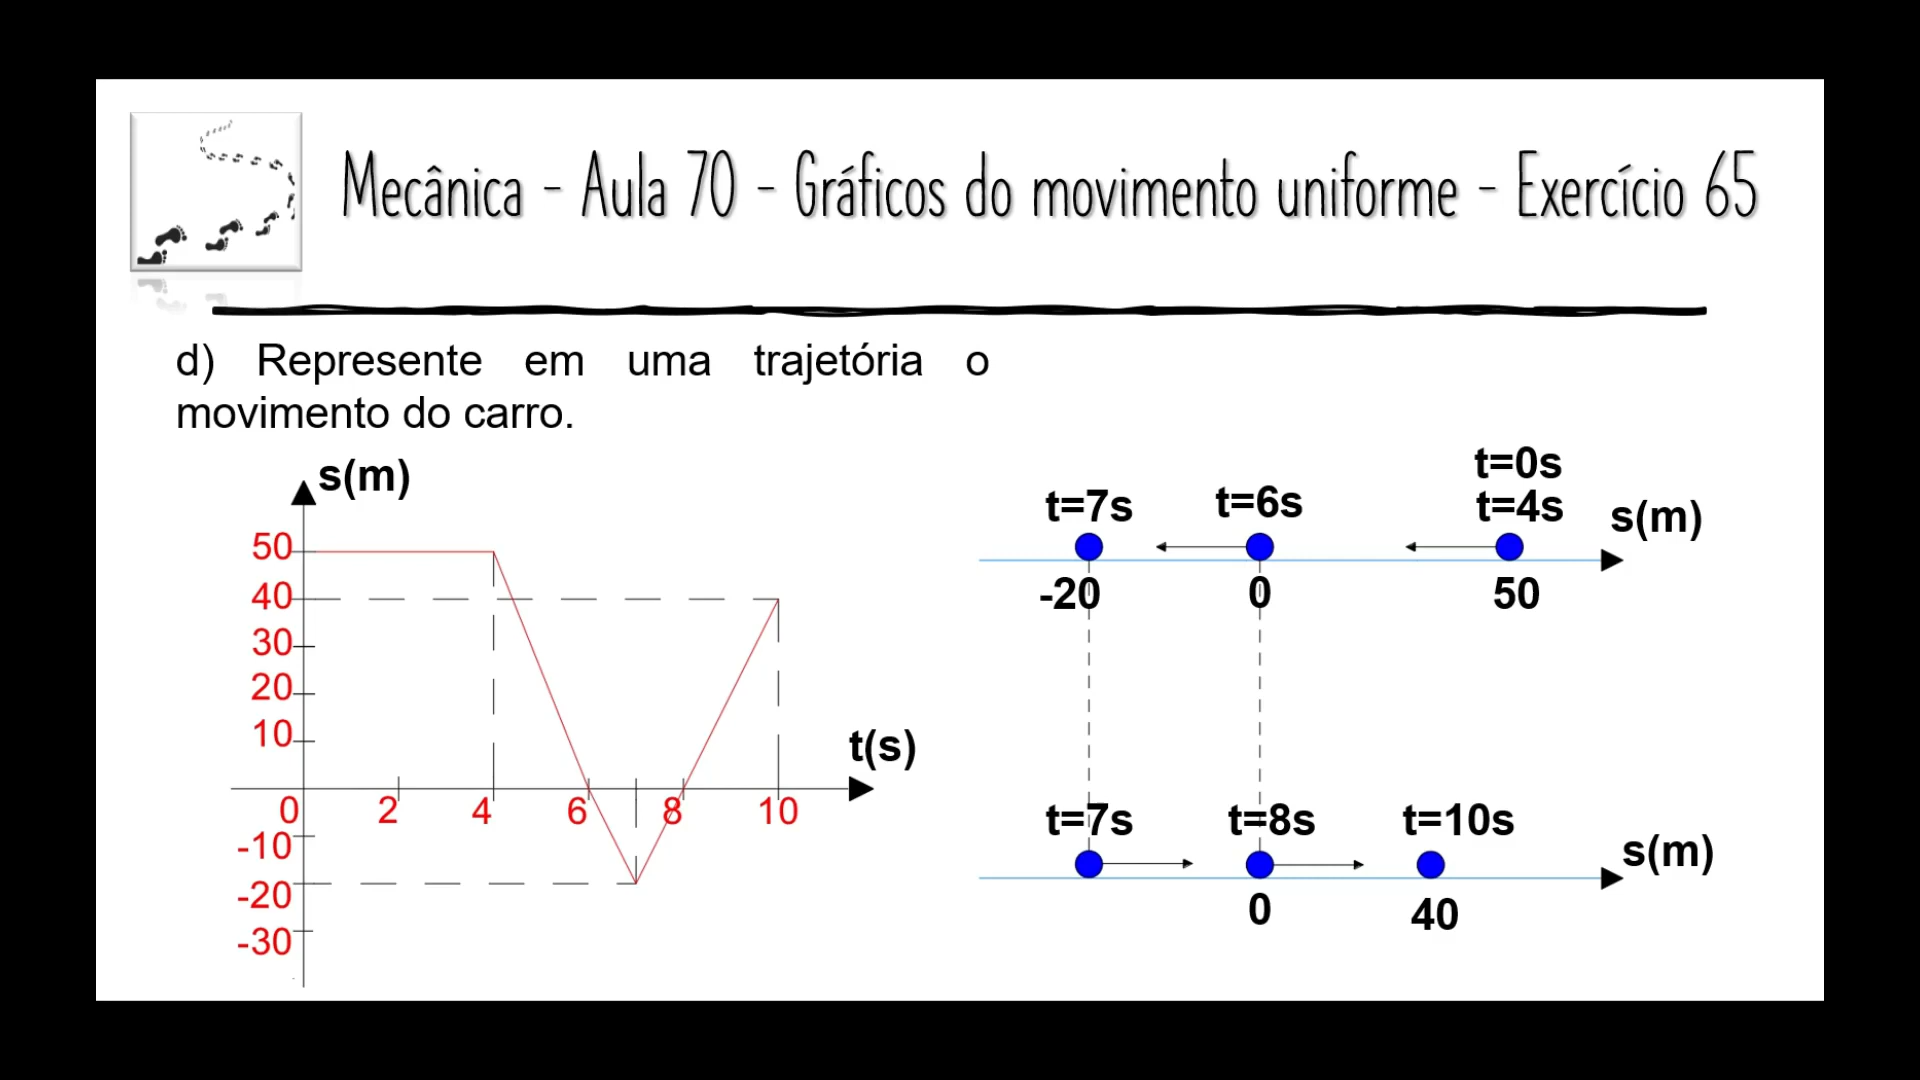 Mecânica - Aula 70 - Gráficos do movimento uniforme - Exercício 65
d) Represente em uma trajetória o
movimento do carro.
s(m)
50
40
30
20
10
t(s)
0 2 4 6 8 10
-10
-20
-30
t=0s
t=7s t=6s t=4s s(m)
-20 0 50
t=7s t=8s t=10s s(m)
0 40